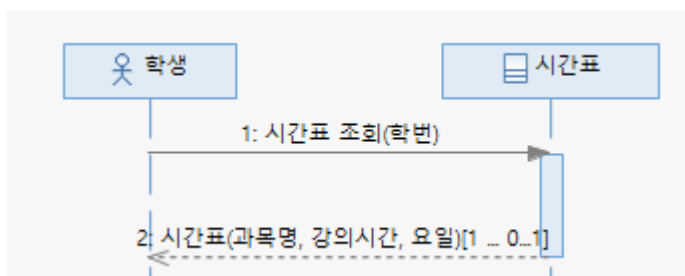 학생
시간표
1: 시간표 조회(학번)
2: 시간표(과목명, 강의시간, 요일)[1 ... 0...1]